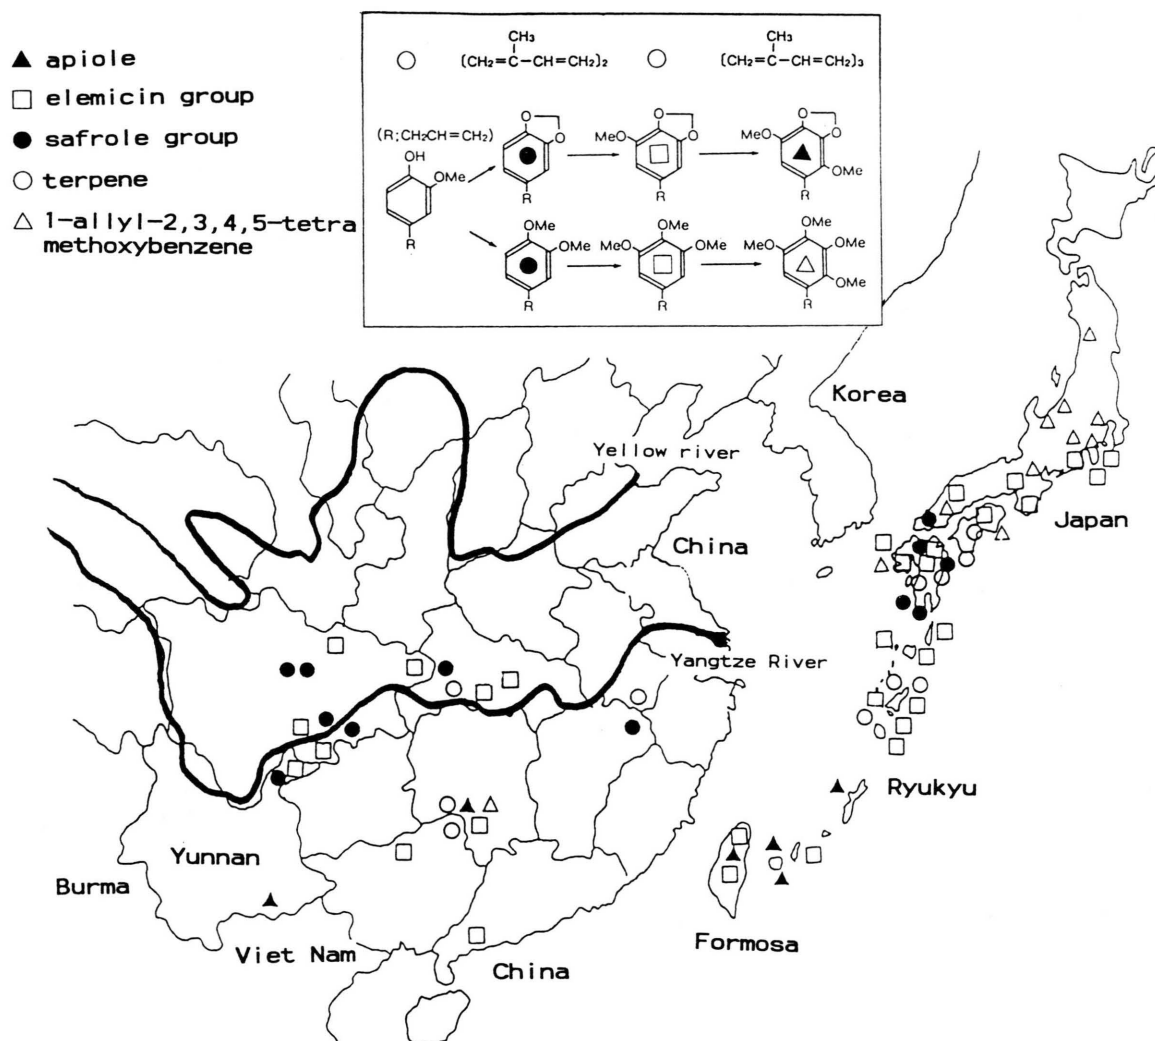 ▲ apiole
□ elemicin group
● safrole group
○ terpene
△ 1-allyl-2,3,4,5-tetra
methoxybenzene
CH3
(CH2=C-CH=CH2)2
CH3
(CH2=C-CH=CH2)3
(R;CH2CH=CH2)
OH
OMe
R
O
O
R
MeO
O
O
R
MeO
O
O
OMe
R
OMe
OMe
R
OMe
MeO
OMe
R
OMe
MeO
OMe
OMe
R
Korea
Yellow river
Japan
China
Yangtze River
Ryukyu
Yunnan
Burma
Formosa
Viet Nam
China